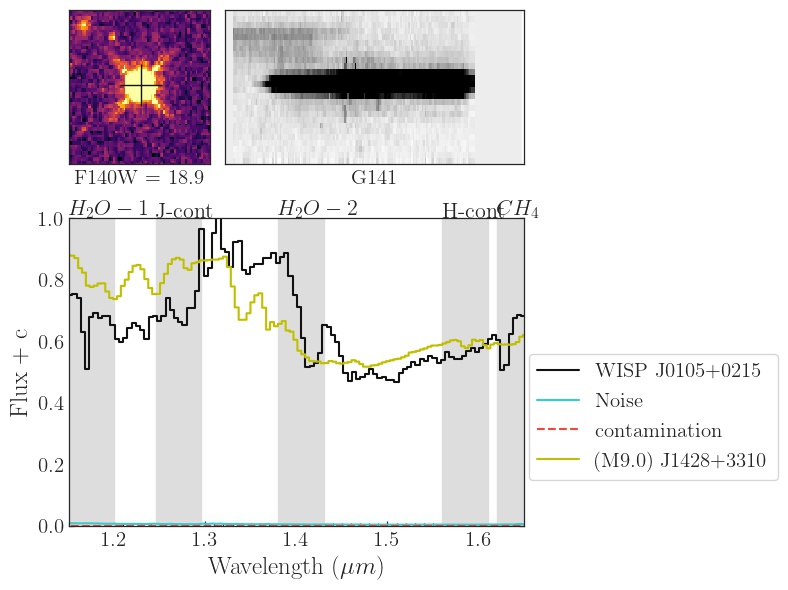 F140W = 18.9
G141
H₂O − 1 J-cont H₂O − 2 H-cont CH₄
1.0
0.8
0.6
0.4
0.2
0.0
Flux + c
1.2 1.3 1.4 1.5 1.6
Wavelength (μm)
WISP J0105+0215
Noise
contamination
(M9.0) J1428+3310